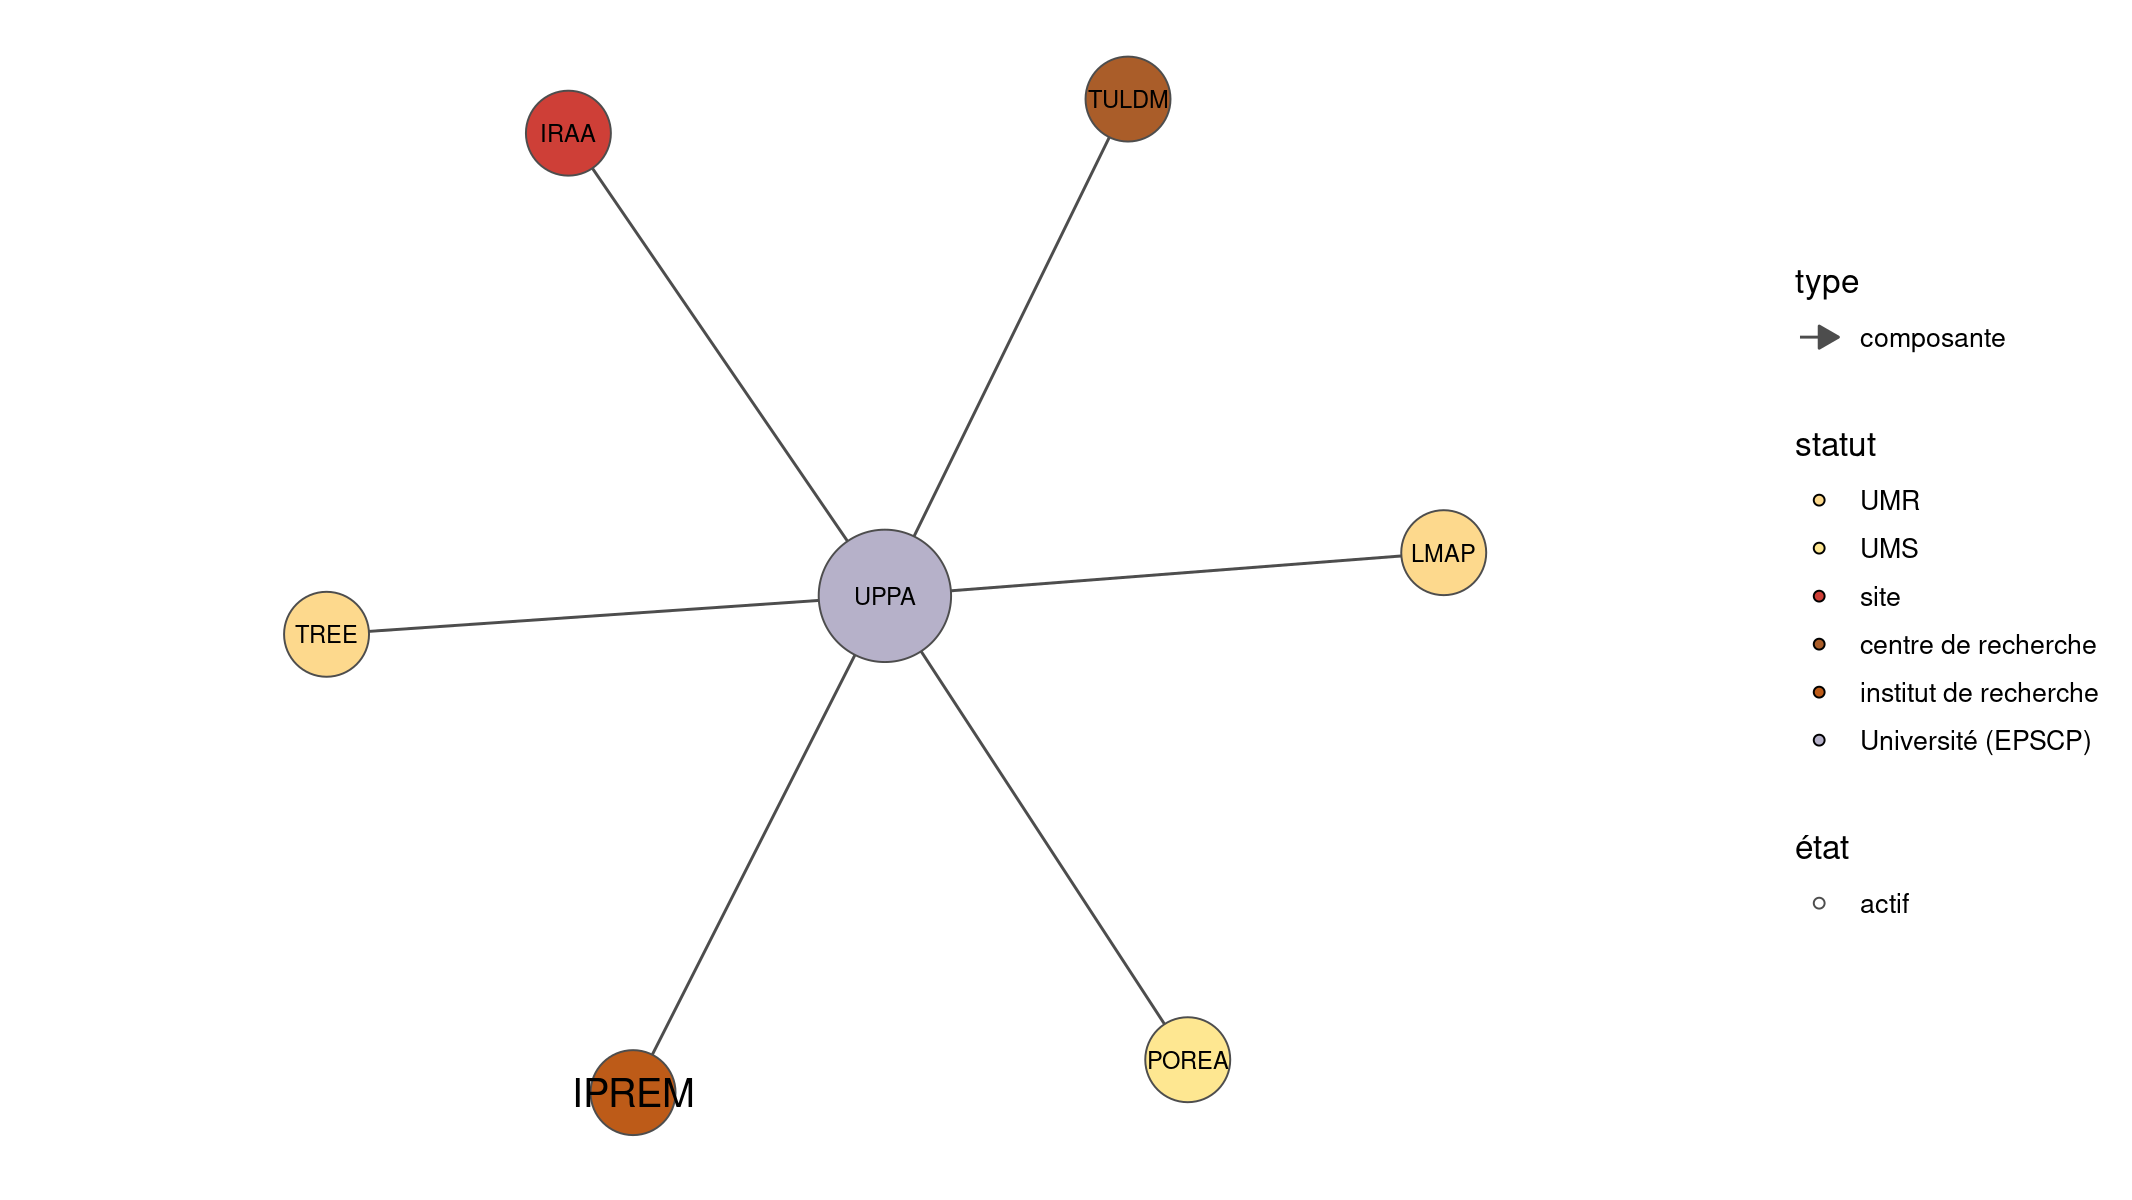 TULDM
IRAA
LMAP
UPPA
TREE
POREA
IPREM
type
composante
statut
UMR
UMS
site
centre de recherche
institut de recherche
Université (EPSCP)
état
actif